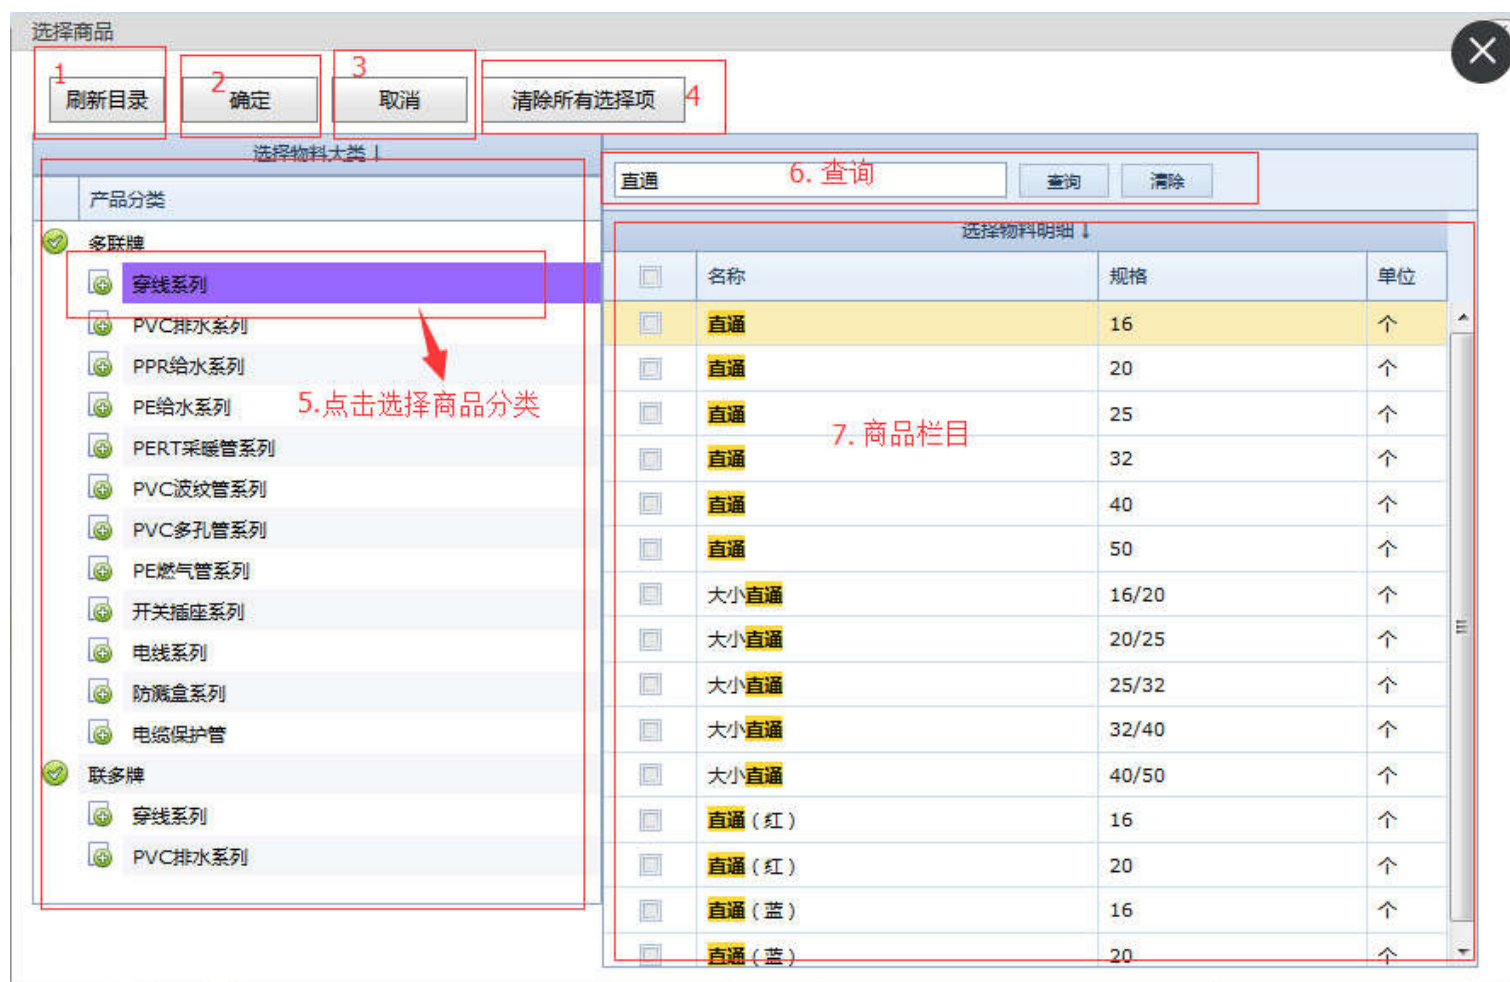 选择商品
1 刷新目录
2 确定
3 取消
清除所有选择项 4
选择物料大类↓
产品分类
多联牌
穿线系列
PVC排水系列
PPR给水系列
PE给水系列
5.点击选择商品分类
PERT采暖管系列
PVC波纹管系列
PVC多孔管系列
PE燃气管系列
开关插座系列
电线系列
防溅盒系列
电缆保护管
联多牌
穿线系列
PVC排水系列
直通 6. 查询 查询 清除
选择物料明细↓
名称 规格 单位
直通 16 个
直通 20 个
直通 25 个
7. 商品栏目
直通 32 个
直通 40 个
直通 50 个
大小直通 16/20 个
大小直通 20/25 个
大小直通 25/32 个
大小直通 32/40 个
大小直通 40/50 个
直通(红) 16 个
直通(红) 20 个
直通(蓝) 16 个
直通(蓝) 20 个